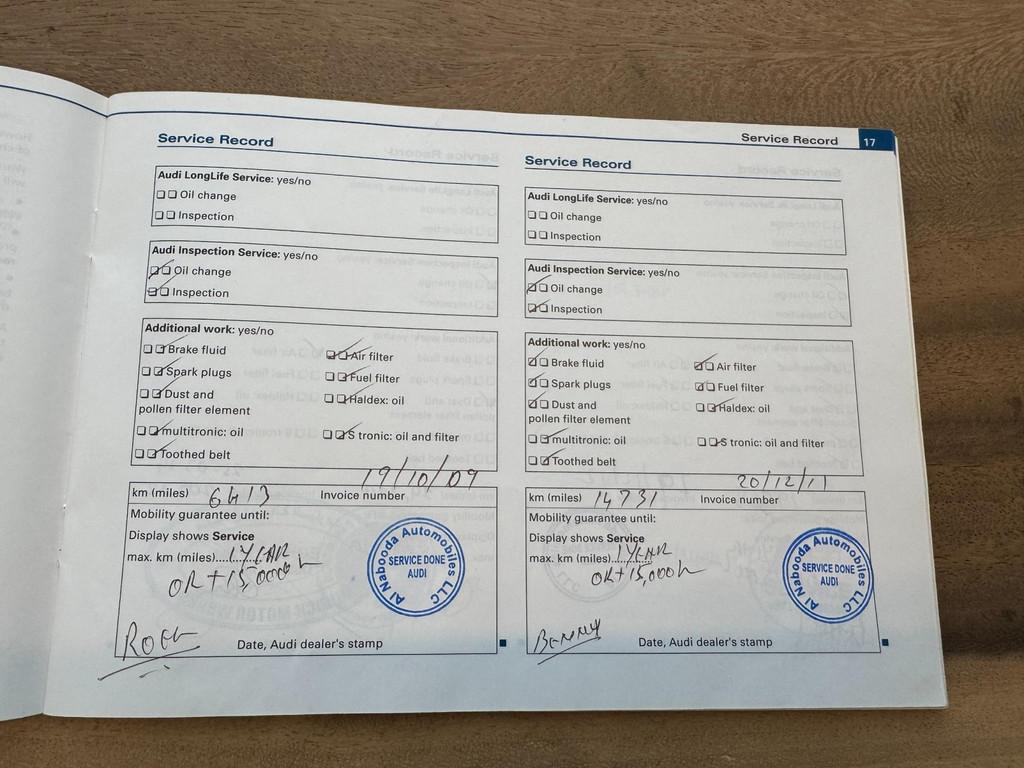 Service Record 17
Service Record
Audi LongLife Service: yes/no
Oil change
Inspection
Audi Inspection Service: yes/no
Oil change
Inspection
Additional work: yes/no
Brake fluid
Air filter
Spark plugs
Fuel filter
Dust and
pollen filter element
Haldex: oil
multitronic: oil
S tronic: oil and filter
Toothed belt
19/10/09
km (miles) 6413 Invoice number
Mobility guarantee until:
Display shows Service
max. km (miles)....1 YEAR
OR + 15,000
Al Nabooda Automobiles LLC
SERVICE DONE
AUDI
Date, Audi dealer's stamp
Service Record
Audi LongLife Service: yes/no
Oil change
Inspection
Audi Inspection Service: yes/no
Oil change
Inspection
Additional work: yes/no
Brake fluid
Air filter
Spark plugs
Fuel filter
Dust and
pollen filter element
Haldex: oil
multitronic: oil
S tronic: oil and filter
Toothed belt
20/12/11
km (miles) 14731 Invoice number
Mobility guarantee until:
Display shows Service
max. km (miles)....1 YEAR
OR + 15,000
Al Nabooda Automobiles LLC
SERVICE DONE
AUDI
Benny
Date, Audi dealer's stamp